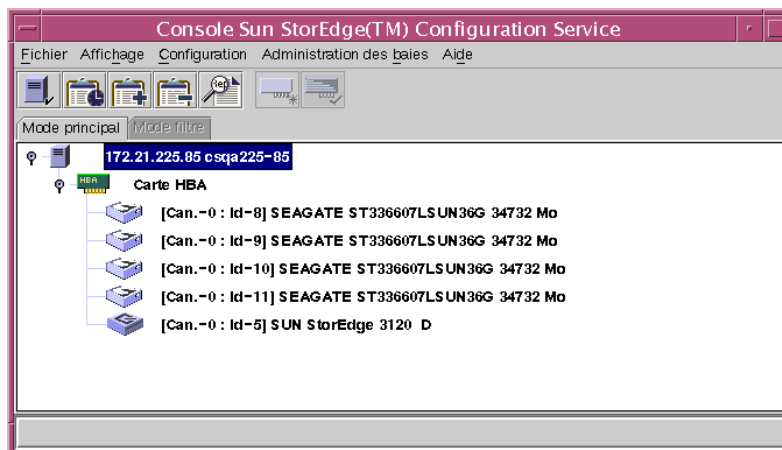 Console Sun StorEdge(TM) Configuration Service
Fichier Affichage Configuration Administration des baies Aide
Mode principal Mode filtre
172.21.225.85 csqa225-85
HBA Carte HBA
[Can.-0 : Id-8] SEAGATE ST336607LSUN36G 34732 Mo
[Can.-0 : Id-9] SEAGATE ST336607LSUN36G 34732 Mo
[Can.-0 : Id-10] SEAGATE ST336607LSUN36G 34732 Mo
[Can.-0 : Id-11] SEAGATE ST336607LSUN36G 34732 Mo
[Can.-0 : Id-5] SUN StorEdge 3120 D